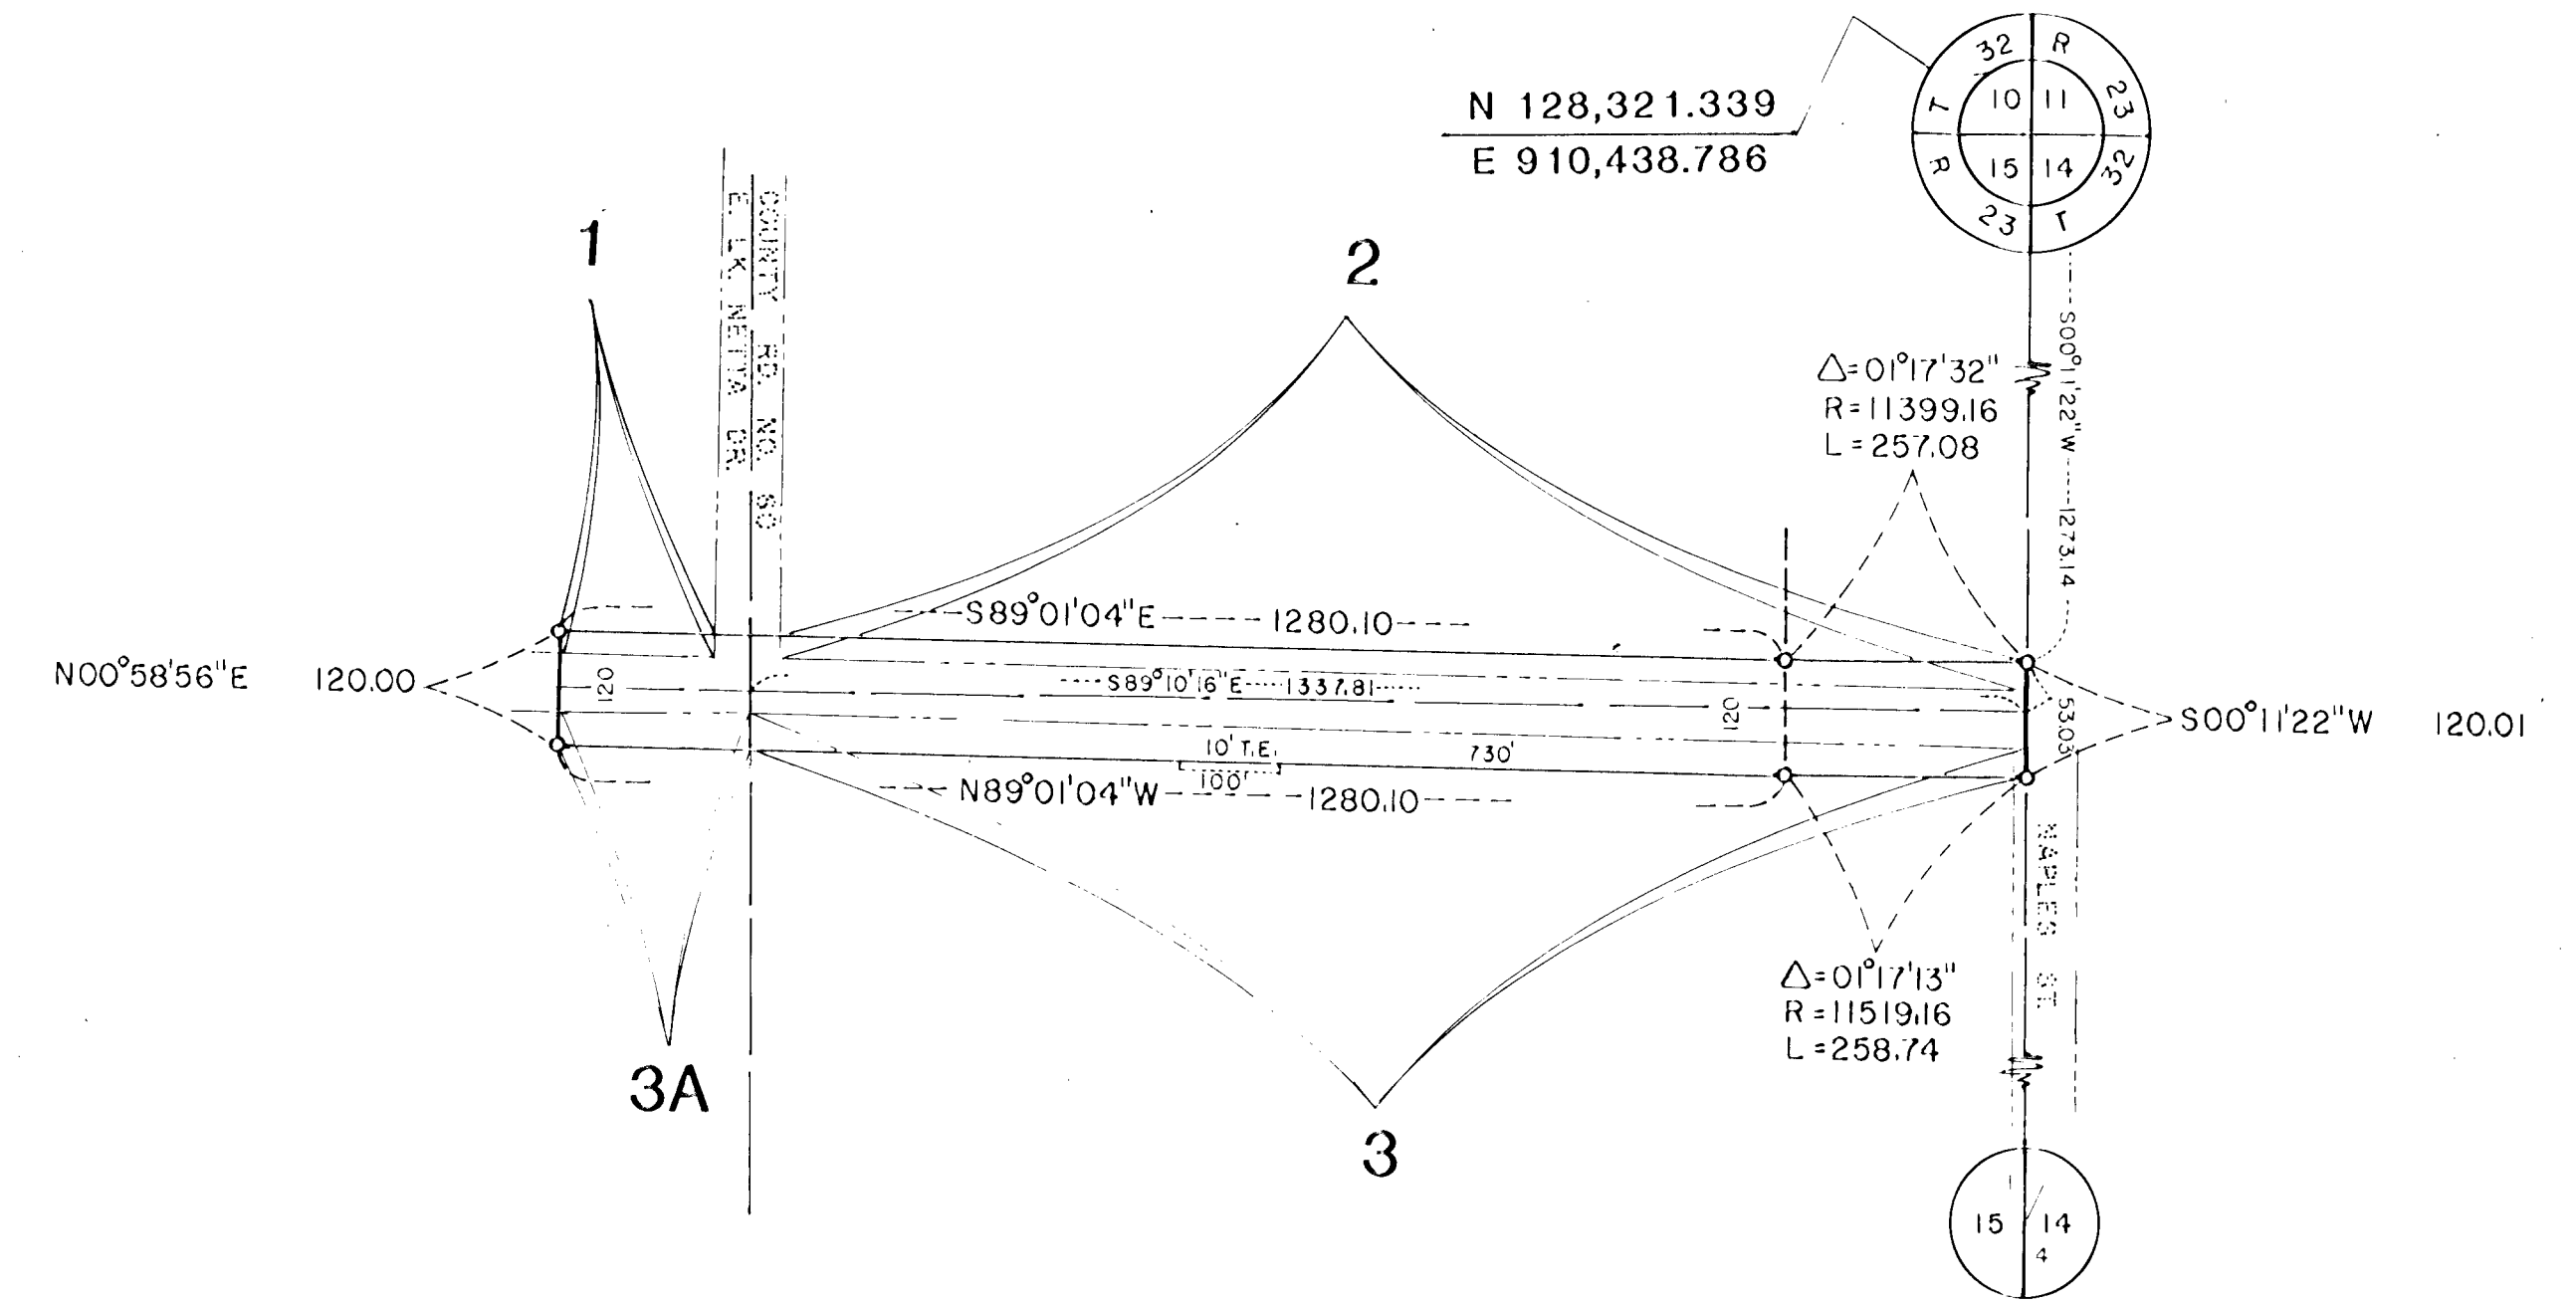 32 R
T 10 11 23
R 15 14 32
23 T
N 128,321.339
E 910,438.786
1
2
COUNTY RD. NO. 60
E. LK. NETTA DR.
S00°11'22"W----1273.14
Δ=01°17'32"
R=11399.16
L=257.08
S89°01'04"E---- 1280.10---
N00°58'56"E 120.00
120
----S89°10'16"E----1337.81-----
120
53.03
S00°11'22"W 120.01
10' T.E. 730'
100'
N89°01'04"W-----1280.10----
NAPLES ST.
Δ=01°17'13"
R=11519.16
L=258.74
3A
3
15 14
4